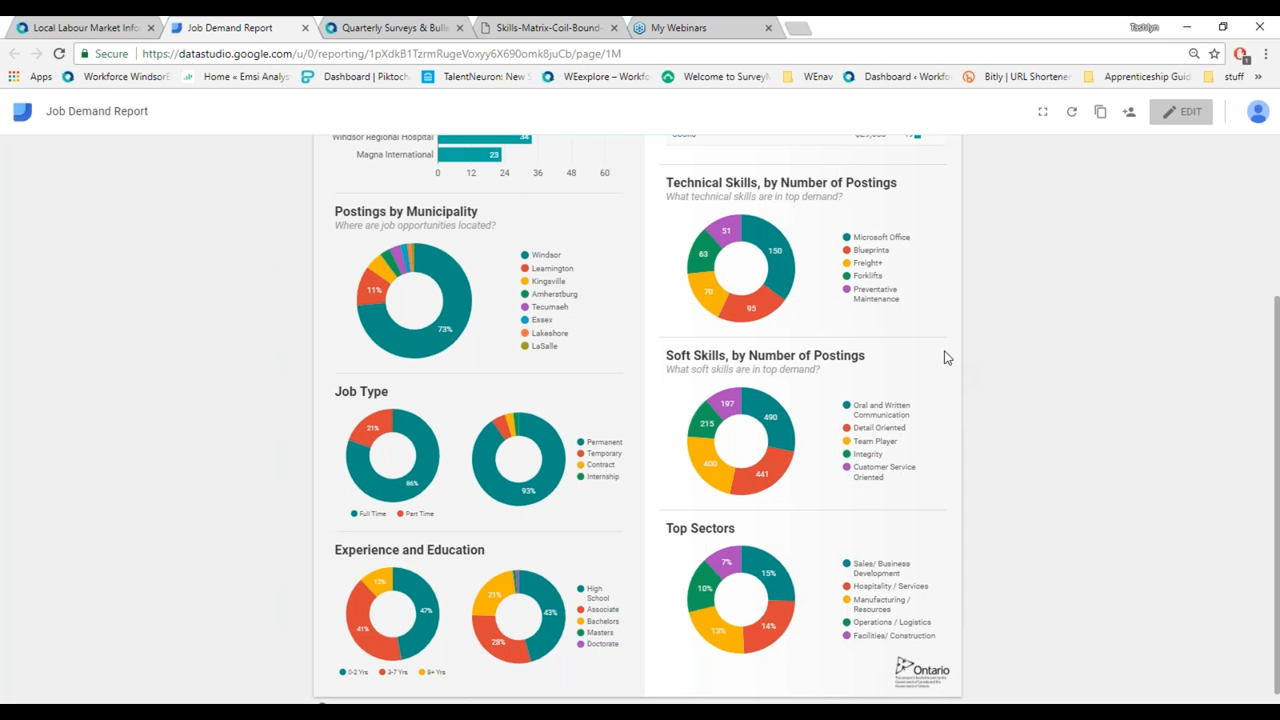 Local Labour Market Info
Job Demand Report
Quarterly Surveys & Bulle
Skills-Matrix-Coil-Bound-
My Webinars
Tashlyn
Secure
https://datastudio.google.com/u/0/reporting/1pXdkB1TzrmRugeVoxyy6X690omk8juCb/page/1M
1
Apps
Workforce WindsorE
Home « Emsi Analys
Dashboard | Piktoch
TalentNeuron: New S
WEexplore – Workfo
Welcome to SurveyM
WEnav
Dashboard ‹ Workfo
Bitly | URL Shortener
Apprenticeship Guid
stuff
»
Job Demand Report
EDIT
Windsor Regional Hospital
34
Magna International
23
0 12 24 36 48 60
Postings by Municipality
Where are job opportunities located?
11%
73%
Windsor
Leamington
Kingsville
Amherstburg
Tecumseh
Essex
Lakeshore
LaSalle
Job Type
21%
86%
Full Time
Part Time
93%
Permanent
Temporary
Contract
Internship
Experience and Education
47%
41%
0-2 Yrs
3-7 Yrs
8+ Yrs
43%
28%
21%
High
School
Associate
Bachelors
Masters
Doctorate
Technical Skills, by Number of Postings
What technical skills are in top demand?
51
150
63
70
95
Microsoft Office
Blueprints
Freight+
Forklifts
Preventative
Maintenance
Soft Skills, by Number of Postings
What soft skills are in top demand?
197
490
215
400
441
Oral and Written
Communication
Detail Oriented
Team Player
Integrity
Customer Service
Oriented
Top Sectors
7%
15%
10%
13%
14%
Sales/ Business
Development
Hospitality / Services
Manufacturing /
Resources
Operations / Logistics
Facilities/ Construction
Ontario